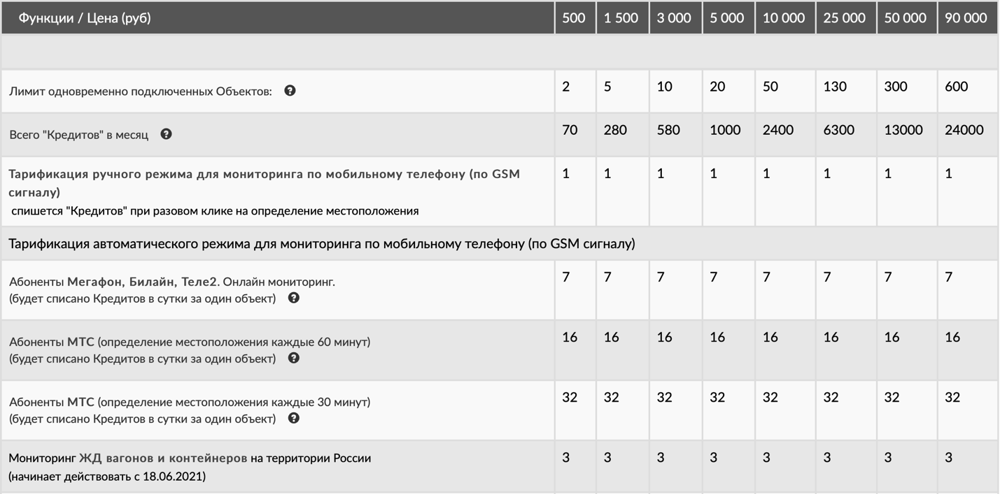 Функции / Цена (руб) 500 1 500 3 000 5 000 10 000 25 000 50 000 90 000
Лимит одновременно подключенных Объектов: ? 2 5 10 20 50 130 300 600
Всего "Кредитов" в месяц ? 70 280 580 1000 2400 6300 13000 24000
Тарификация ручного режима для мониторинга по мобильному телефону (по GSM 1 1 1 1 1 1 1 1
сигналу)
спишется "Кредитов" при разовом клике на определение местоположения
Тарификация автоматического режима для мониторинга по мобильному телефону (по GSM сигналу)
Абоненты Мегафон, Билайн, Теле2. Онлайн мониторинг. 7 7 7 7 7 7 7 7
(будет списано Кредитов в сутки за один объект) ?
Абоненты МТС (определение местоположения каждые 60 минут) 16 16 16 16 16 16 16 16
(будет списано Кредитов в сутки за один объект) ?
Абоненты МТС (определение местоположения каждые 30 минут) 32 32 32 32 32 32 32 32
(будет списано Кредитов в сутки за один объект) ?
Мониторинг ЖД вагонов и контейнеров на территории России 3 3 3 3 3 3 3 3
(начинает действовать с 18.06.2021)